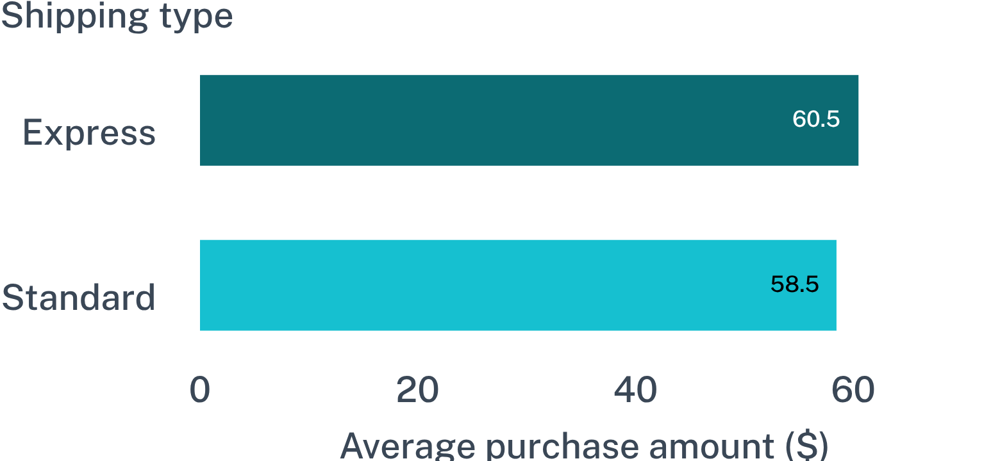 Shipping type
Express
60.5
Standard
58.5
0 20 40 60
Average purchase amount ($)